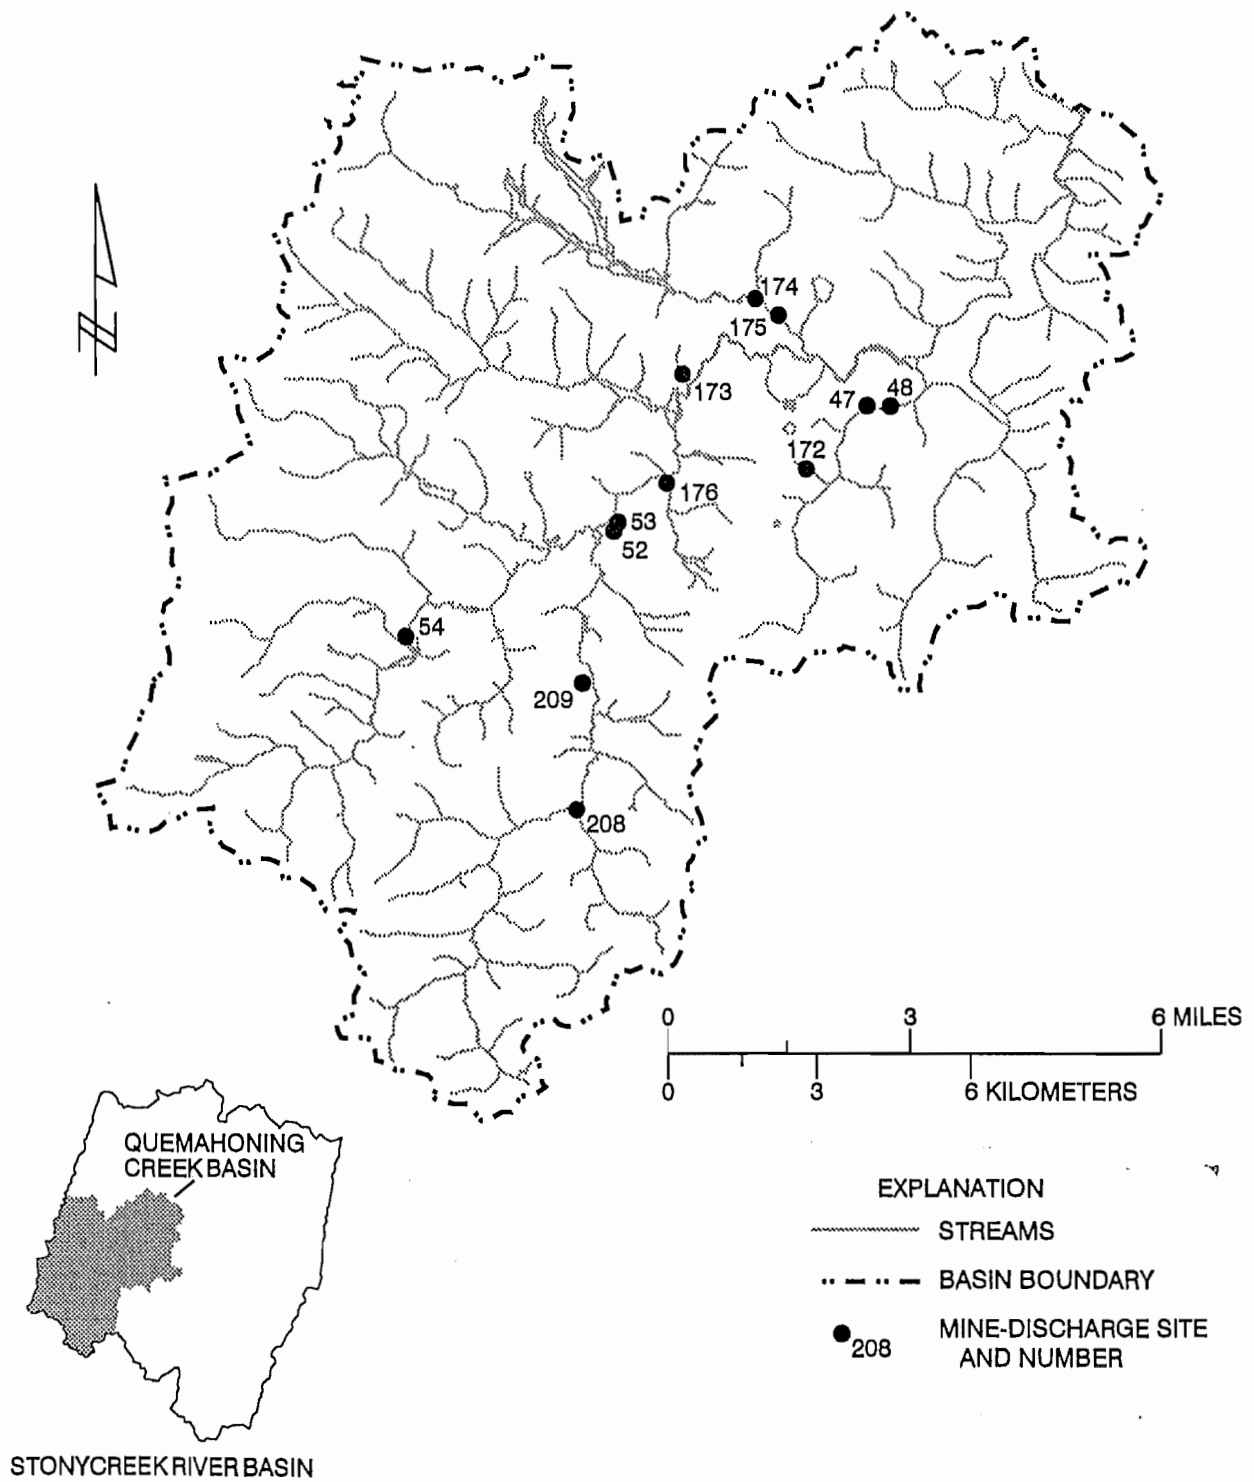 174
175
173
47
48
172
176
53
52
54
209
208
0
3
6 MILES
0
3
6 KILOMETERS
QUEMAHONING
CREEK BASIN
STONYCREEK RIVER BASIN
EXPLANATION
STREAMS
BASIN BOUNDARY
208
MINE-DISCHARGE SITE
AND NUMBER